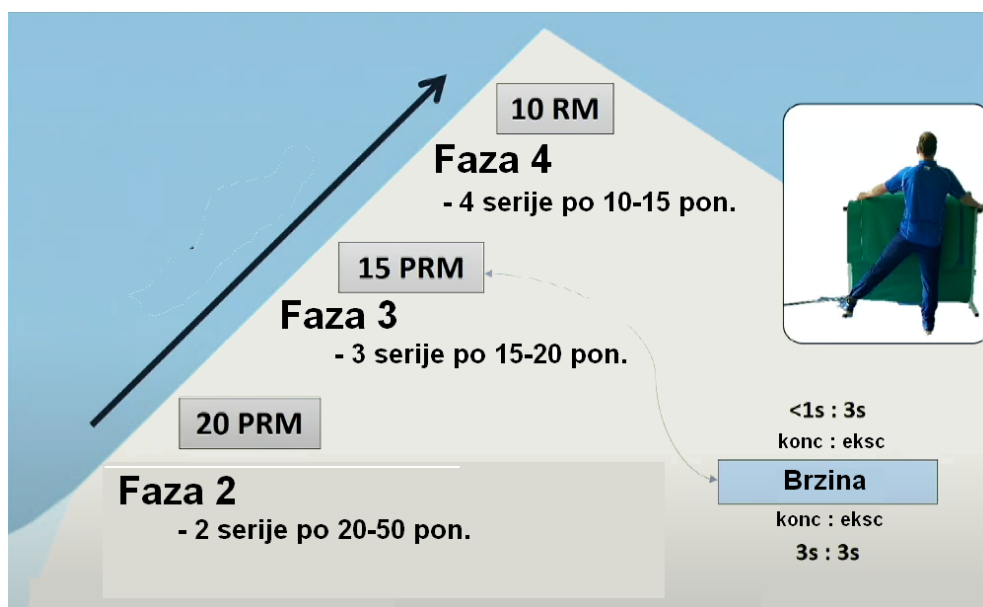 10 RM
Faza 4
- 4 serije po 10-15 pon.
15 PRM
Faza 3
- 3 serije po 15-20 pon.
20 PRM
Faza 2
- 2 serije po 20-50 pon.
<1s : 3s
konc : eksc
Brzina
konc : eksc
3s : 3s